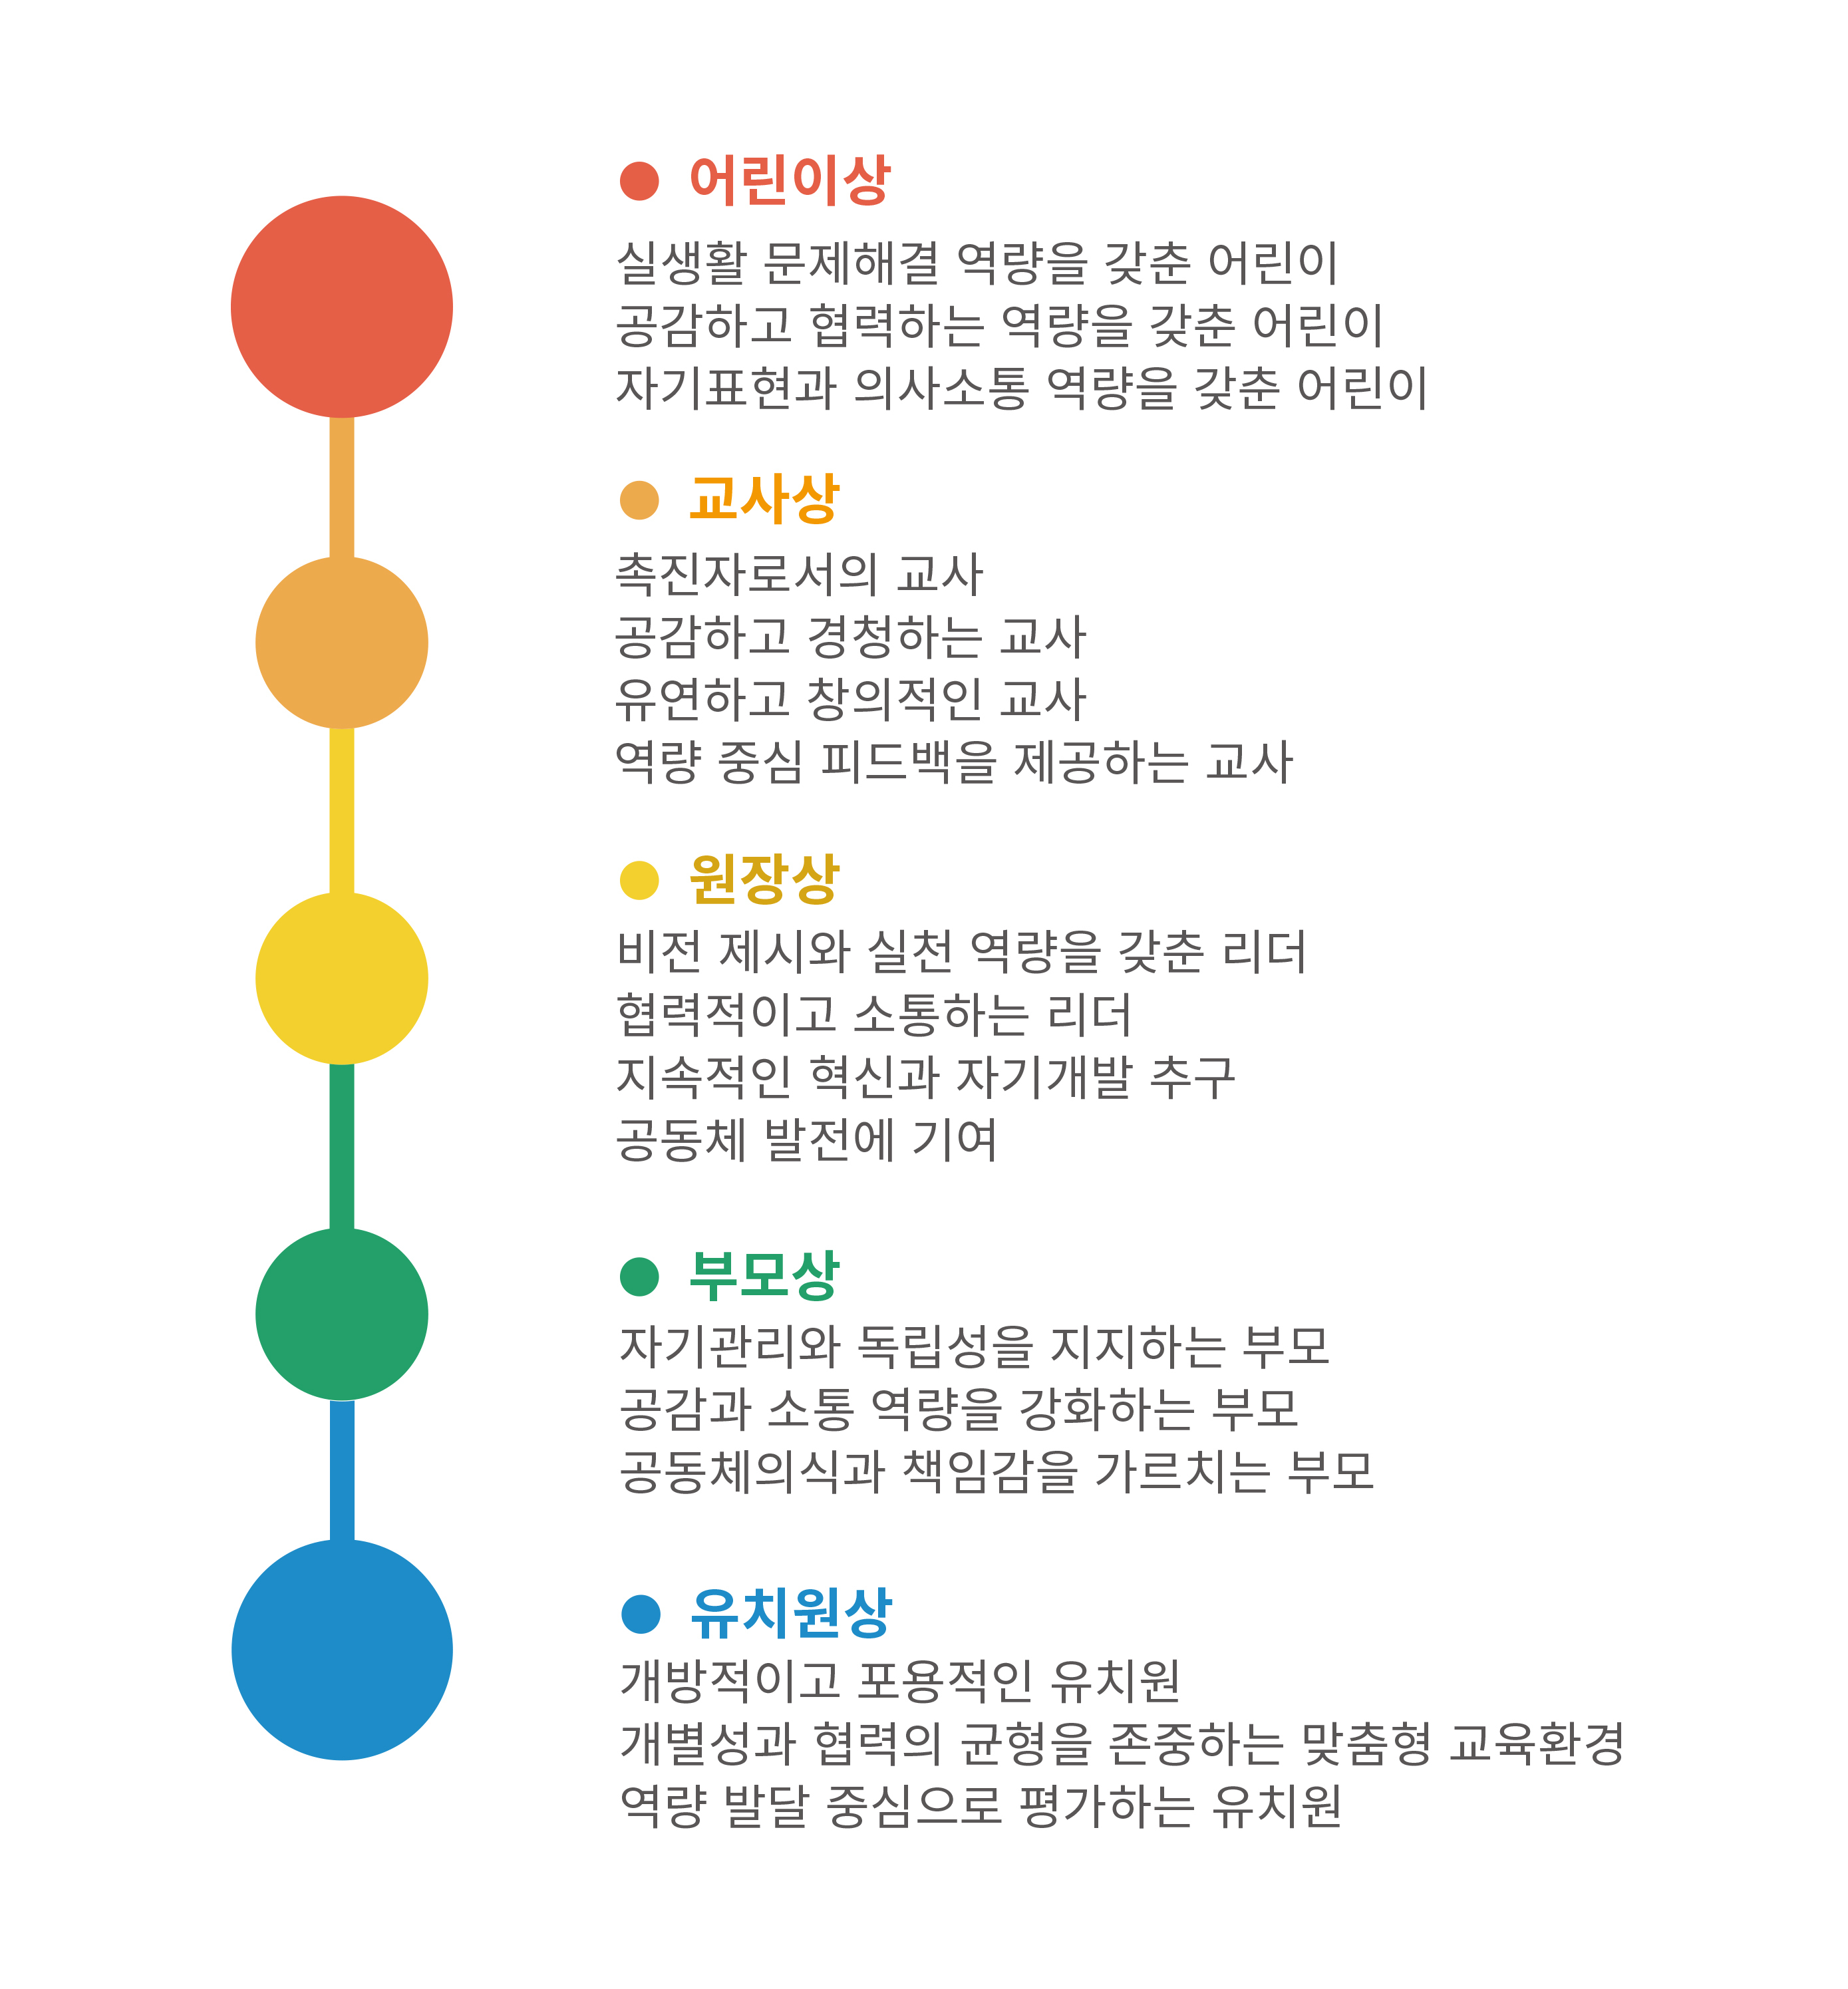 어린이상
실생활 문제해결 역량을 갖춘 어린이
공감하고 협력하는 역량을 갖춘 어린이
자기표현과 의사소통 역량을 갖춘 어린이
교사상
촉진자로서의 교사
공감하고 경청하는 교사
유연하고 창의적인 교사
역량 중심 피드백을 제공하는 교사
원장상
비전 제시와 실천 역량을 갖춘 리더
협력적이고 소통하는 리더
지속적인 혁신과 자기개발 추구
공동체 발전에 기여
부모상
자기관리와 독립성을 지지하는 부모
공감과 소통 역량을 강화하는 부모
공동체의식과 책임감을 가르치는 부모
유치원상
개방적이고 포용적인 유치원
개별성과 협력의 균형을 존중하는 맞춤형 교육환경
역량 발달 중심으로 평가하는 유치원